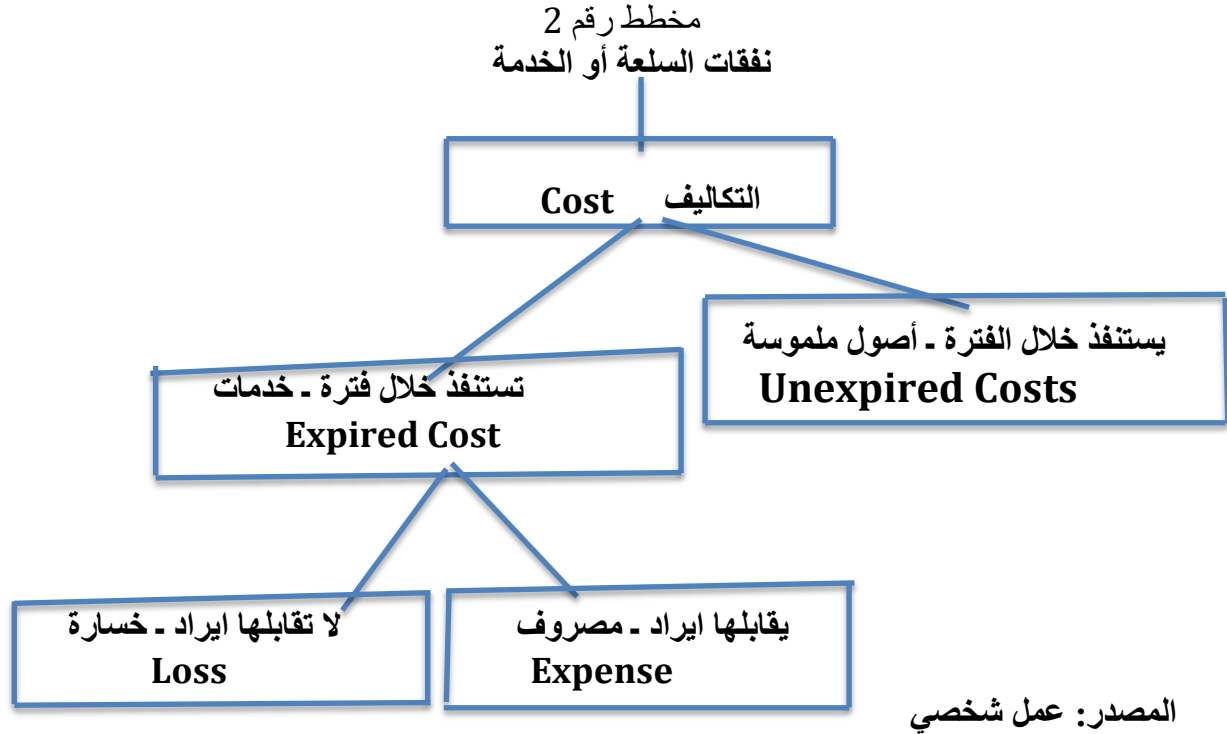 مخطط رقم 2
نفقات السلعة أو الخدمة
التكاليف Cost
يستنفذ خلال الفترة - أصول ملموسة
Unexpired Costs
تستنفذ خلال فترة - خدمات
Expired Cost
يقابلها ايراد - مصروف
Expense
لا تقابلها ايراد - خسارة
Loss
المصدر: عمل شخصي